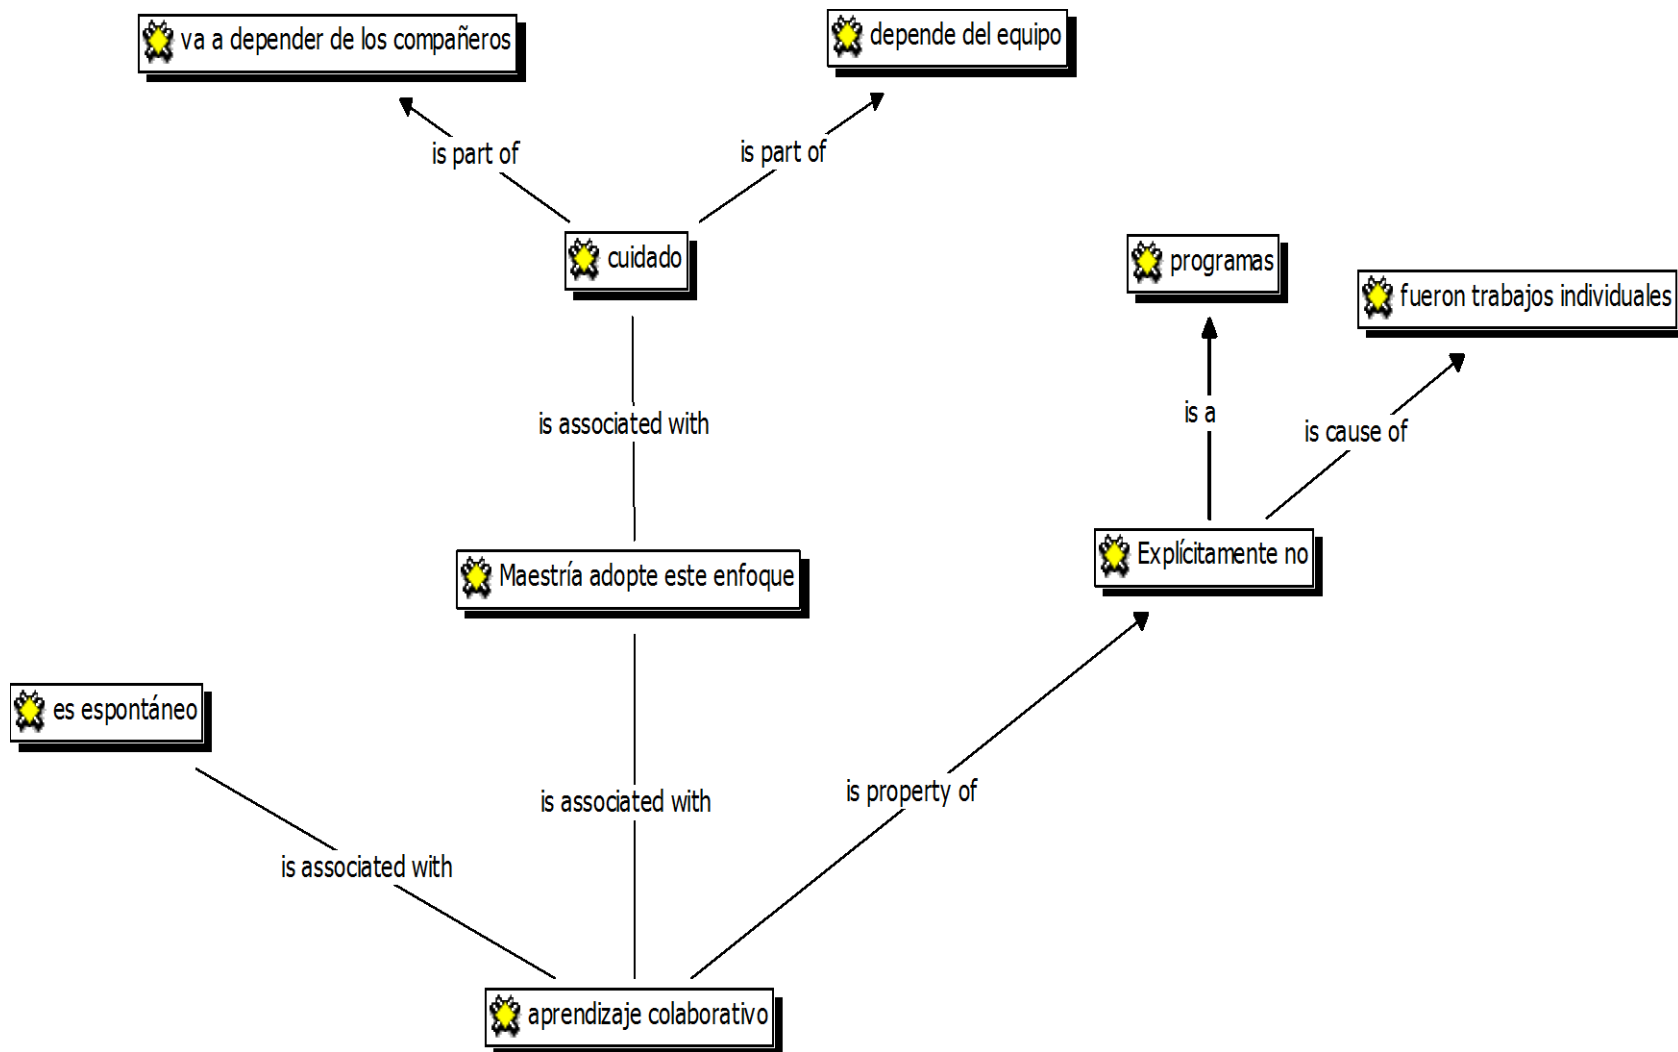 va a depender de los compañeros
depende del equipo
is part of
is part of
cuidado
programas
fueron trabajos individuales
is associated with
is a
is cause of
Maestría adopte este enfoque
Explícitamente no
es espontáneo
is associated with
is property of
is associated with
aprendizaje colaborativo